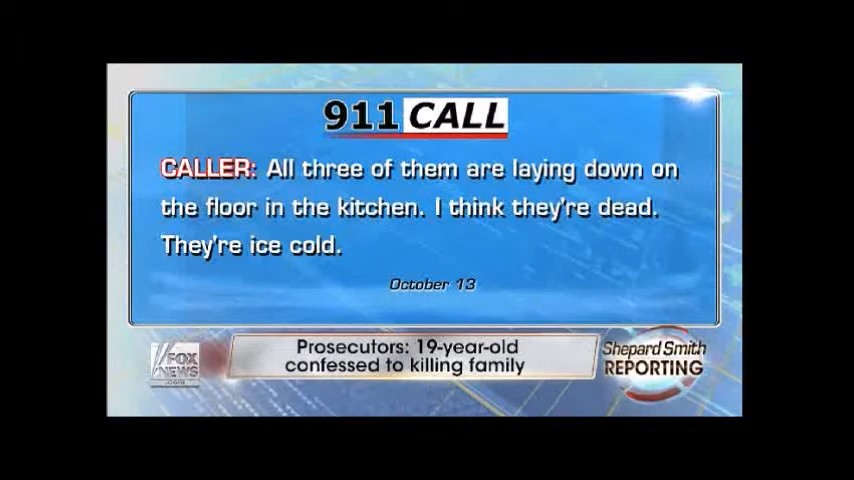 911 CALL
CALLER: All three of them are laying down on
the floor in the kitchen. I think they're dead.
They're ice cold.
October 13
Prosecutors: 19-year-old
confessed to killing family
FOX
NEWS
.com
Shepard Smith
REPORTING